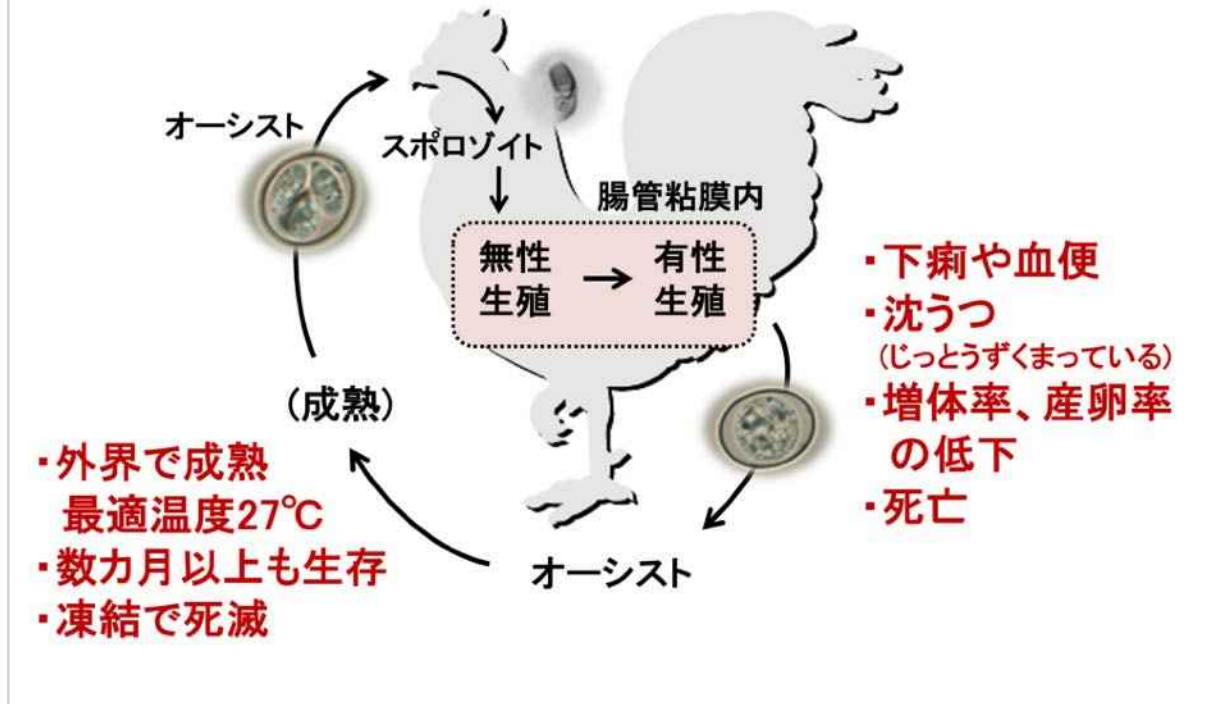 オーシスト
スポロゾイト
腸管粘膜内
無性
生殖
有性
生殖
・下痢や血便
・沈うつ
(じっとうずくまっている)
・増体率、産卵率
の低下
・死亡
オーシスト
(成熟)
・外界で成熟
最適温度27℃
・数カ月以上も生存
・凍結で死滅